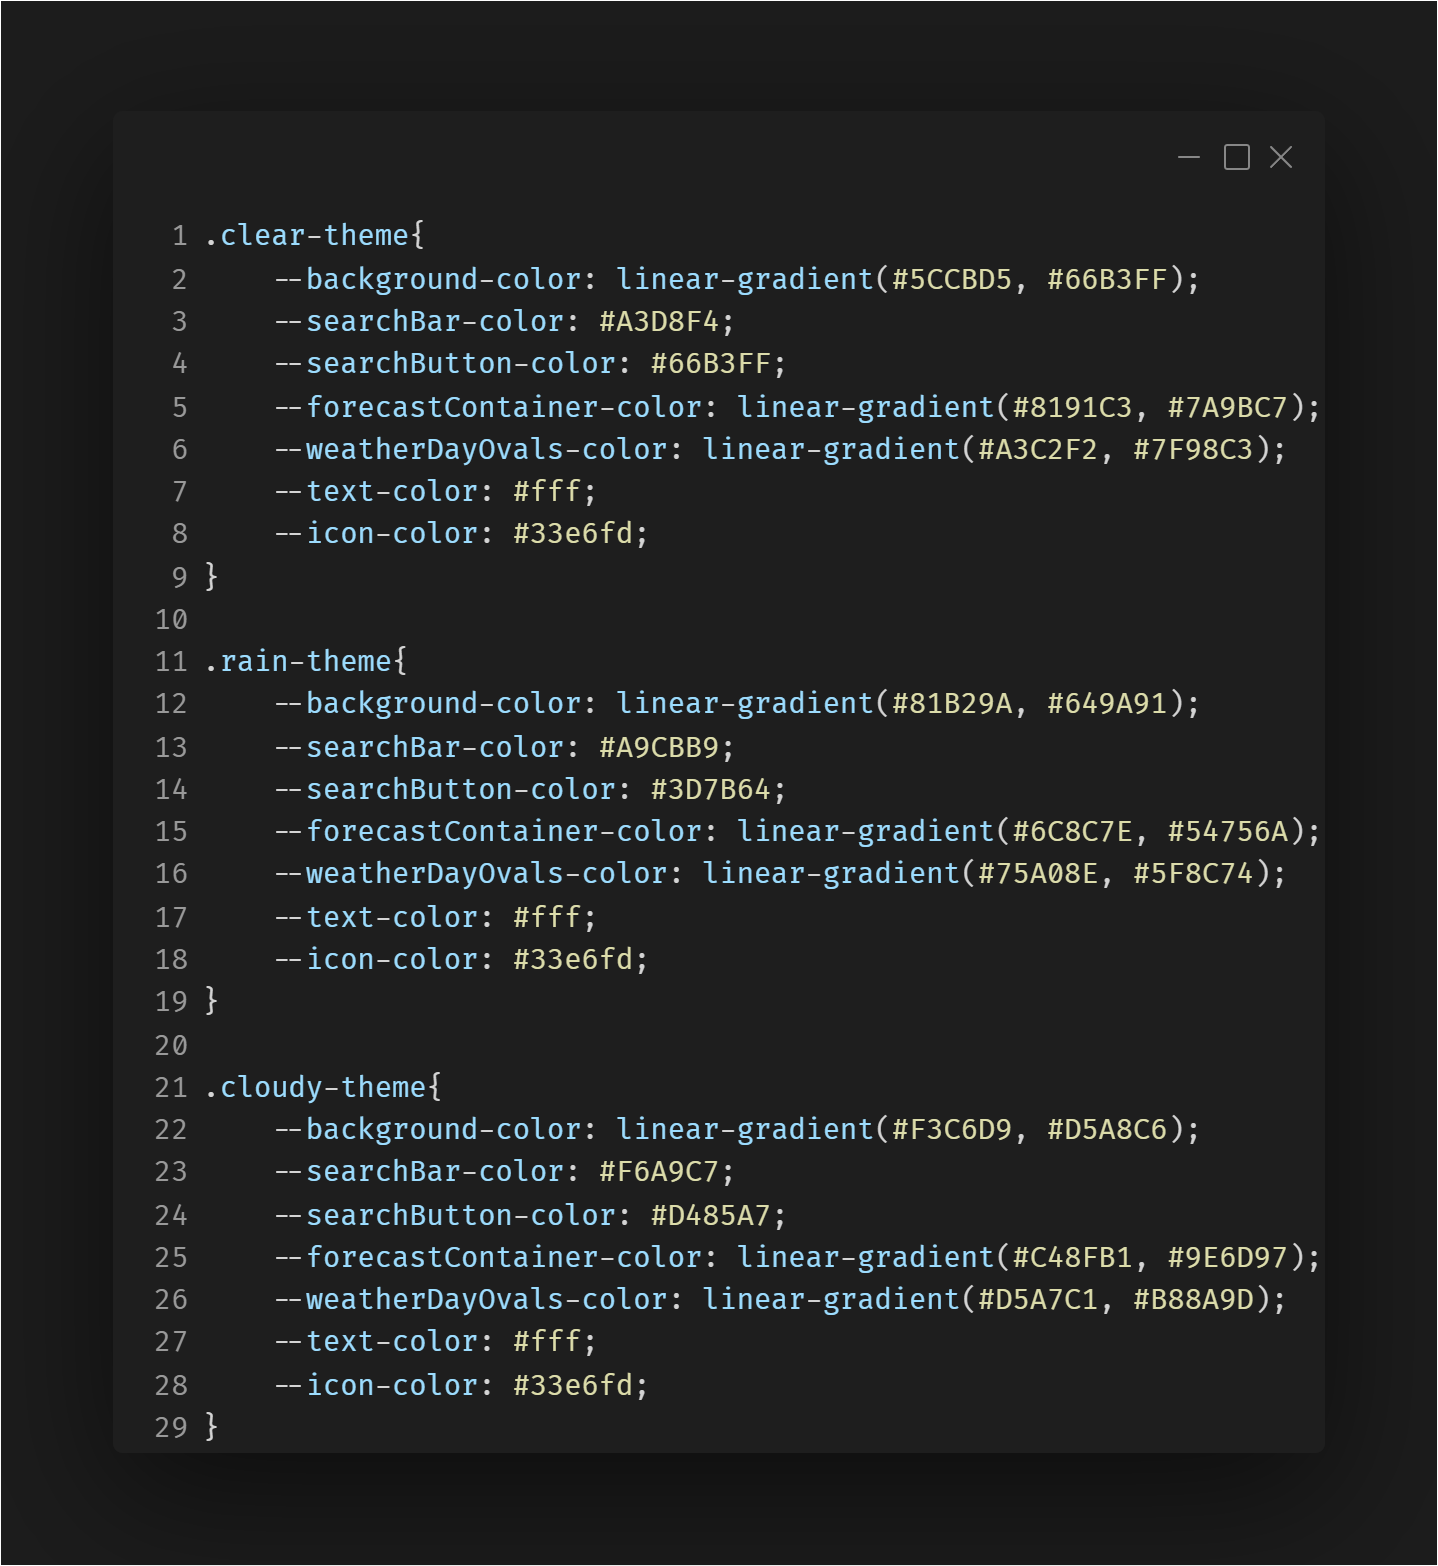 1 .clear-theme{
2     --background-color: linear-gradient(#5CCBD5, #66B3FF);
3     --searchBar-color: #A3D8F4;
4     --searchButton-color: #66B3FF;
5     --forecastContainer-color: linear-gradient(#8191C3, #7A9BC7);
6     --weatherDayOvals-color: linear-gradient(#A3C2F2, #7F98C3);
7     --text-color: #fff;
8     --icon-color: #33e6fd;
9 }
10
11 .rain-theme{
12     --background-color: linear-gradient(#81B29A, #649A91);
13     --searchBar-color: #A9CBB9;
14     --searchButton-color: #3D7B64;
15     --forecastContainer-color: linear-gradient(#6C8C7E, #54756A);
16     --weatherDayOvals-color: linear-gradient(#75A08E, #5F8C74);
17     --text-color: #fff;
18     --icon-color: #33e6fd;
19 }
20
21 .cloudy-theme{
22     --background-color: linear-gradient(#F3C6D9, #D5A8C6);
23     --searchBar-color: #F6A9C7;
24     --searchButton-color: #D485A7;
25     --forecastContainer-color: linear-gradient(#C48FB1, #9E6D97);
26     --weatherDayOvals-color: linear-gradient(#D5A7C1, #B88A9D);
27     --text-color: #fff;
28     --icon-color: #33e6fd;
29 }